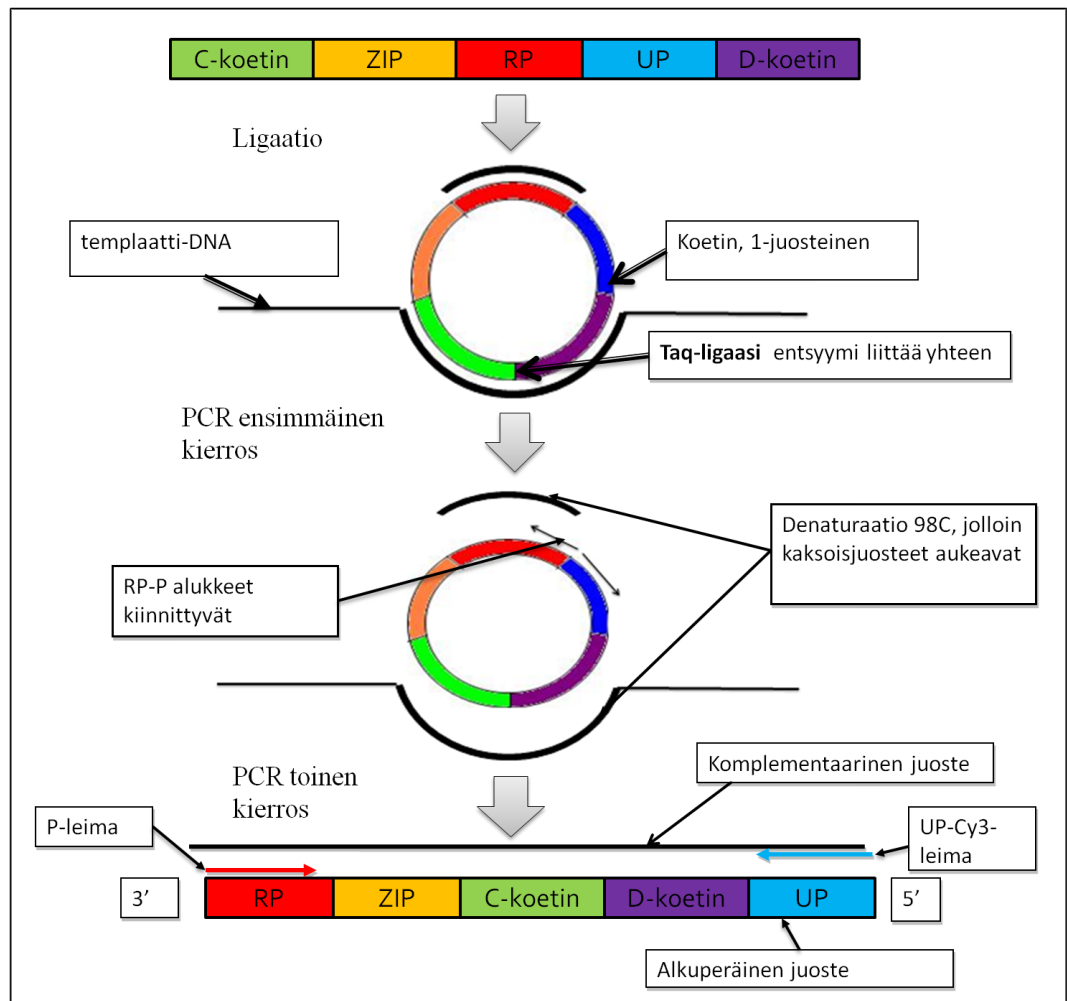 C-koetin ZIP RP UP D-koetin
Ligaatio
templaatti-DNA
Koetin, 1-juosteinen
Taq-ligaasi entsyymi liittää yhteen
PCR ensimmäinen
kierros
Denaturaatio 98C, jolloin
kaksoisjuosteet aukeavat
RP-P alukkeet
kiinnittyvät
PCR toinen
kierros
Komplementaarinen juoste
P-leima
UP-Cy3-
leima
3' RP ZIP C-koetin D-koetin UP 5'
Alkuperäinen juoste